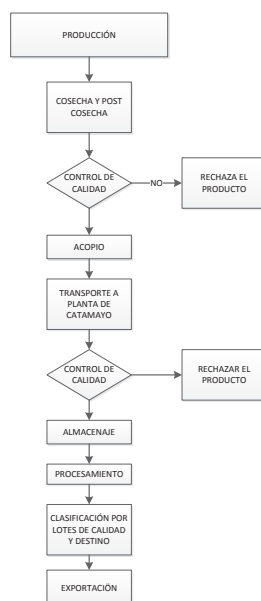 PRODUCCIÓN
COSECHA Y POST
COSECHA
CONTROL DE
CALIDAD
NO
RECHAZA EL
PRODUCTO
ACOPIO
TRANSPORTE A
PLANTA DE
CATAMAYO
CONTROL DE
CALIDAD
RECHAZAR EL
PRODUCTO
ALMACENAJE
PROCESAMIENTO
CLASIFICACIÓN POR
LOTES DE CALIDAD
Y DESTINO
EXPORTACIÓN